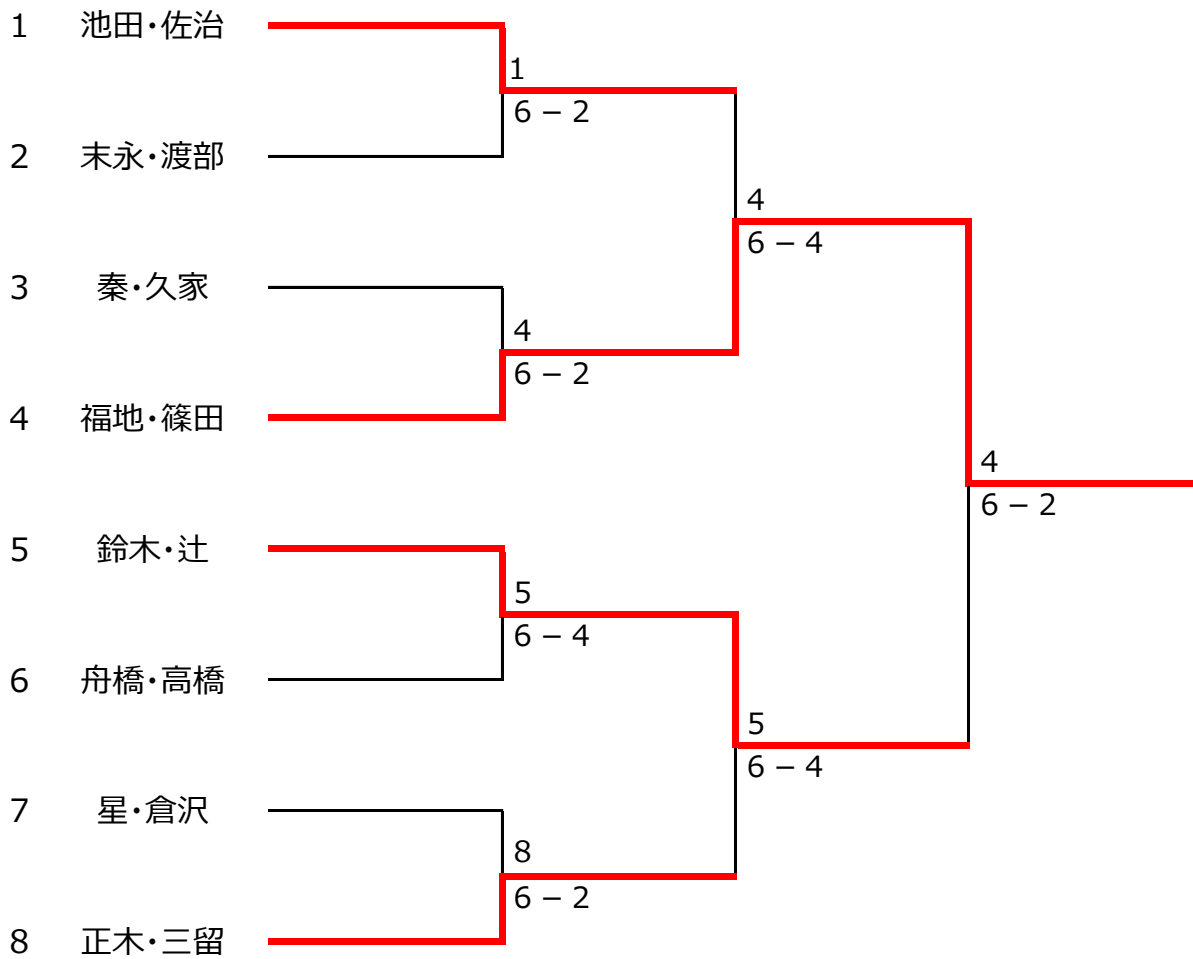 1 池田・佐治
1
6 – 2
2 末永・渡部
4
6 – 4
3 秦・久家
4
6 – 2
4 福地・篠田
4
6 – 2
5 鈴木・辻
5
6 – 4
6 舟橋・高橋
5
6 – 4
7 星・倉沢
8
6 – 2
8 正木・三留